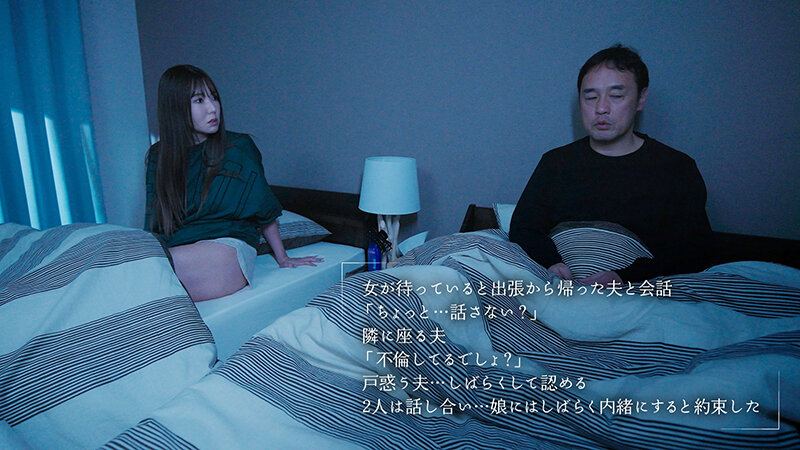 女が待っていると出張から帰った夫と会話
「ちょっと…話さない？」
隣に座る夫
「不倫してるでしょ？」
戸惑う夫…しばらくして認める
2人は話し合い…娘にはしばらく内緒にすると約束した